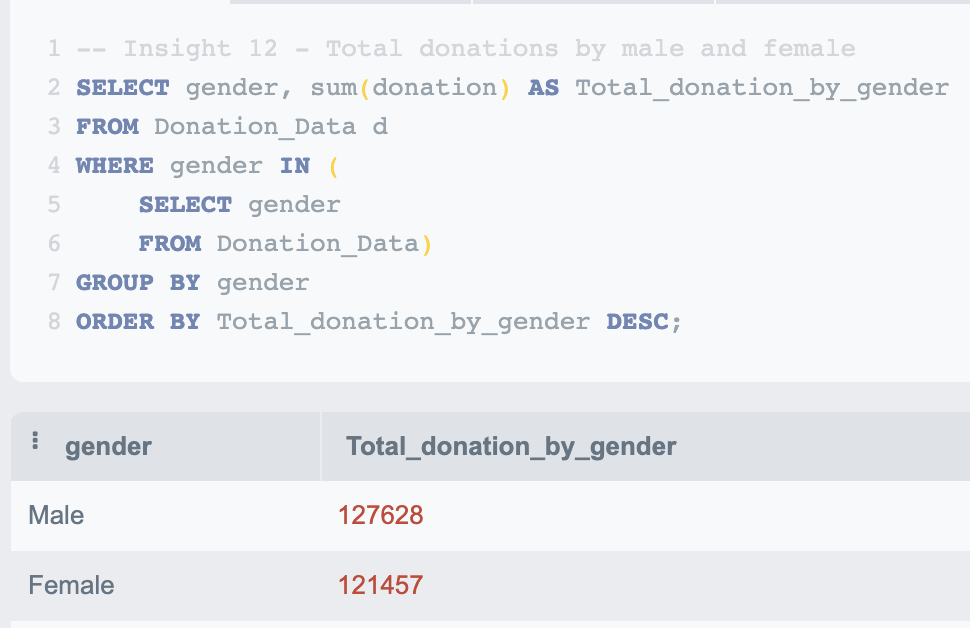 1 -- Insight 12 - Total donations by male and female
2 SELECT gender, sum(donation) AS Total_donation_by_gender
3 FROM Donation_Data d
4 WHERE gender IN (
5 SELECT gender
6 FROM Donation_Data)
7 GROUP BY gender
8 ORDER BY Total_donation_by_gender DESC;
gender Total_donation_by_gender
Male 127628
Female 121457